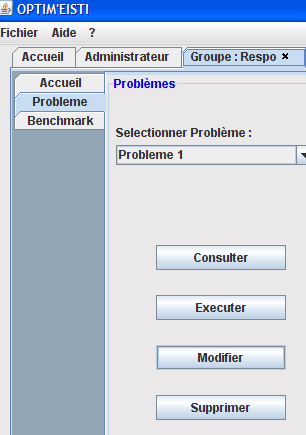 OPTIM'EISTI
Fichier Aide ?
Accueil Administrateur Groupe : Respo ×
Accueil
Probleme
Benchmark
Problèmes
Selectionner Problème :
Probleme 1
Consulter
Executer
Modifier
Supprimer